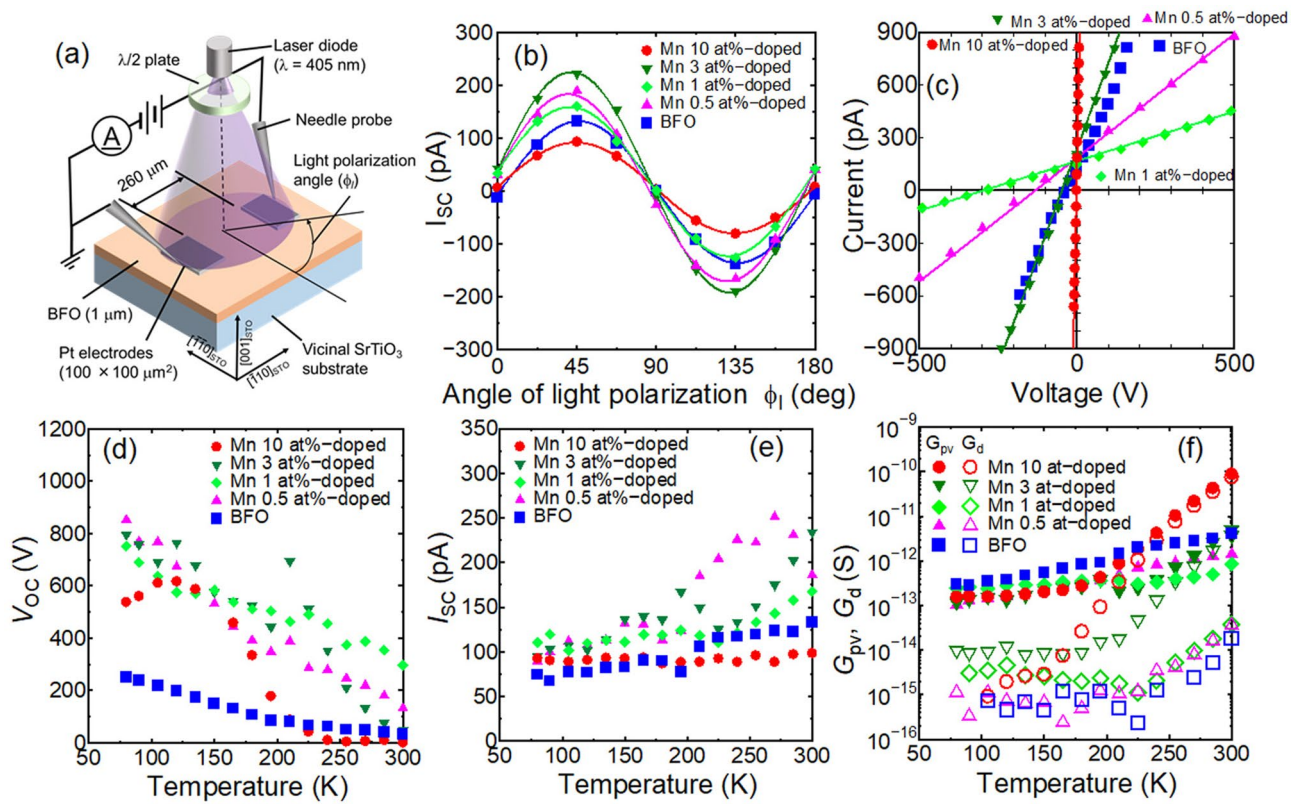 (a)
Laser diode
(λ = 405 nm)
λ/2 plate
A
Needle probe
Light polarization
angle (ϕl)
260 μm
BFO (1 μm)
Pt electrodes
(100 × 100 μm²)
[001]STO
Vicinal SrTiO3
substrate
(b)
Mn 10 at%-doped
Mn 3 at%-doped
Mn 1 at%-doped
Mn 0.5 at%-doped
BFO
ISC (pA)
300
250
200
150
100
50
0
-50
-100
-150
-200
-250
-300
0 45 90 135 180
Angle of light polarization ϕl (deg)
Mn 3 at%-doped
Mn 0.5 at%-doped
Mn 10 at%-doped
BFO
(c)
Mn 1 at%-doped
Current (pA)
900
600
300
0
-300
-600
-900
-500 0 500
Voltage (V)
(d)
Mn 10 at%-doped
Mn 3 at%-doped
Mn 1 at%-doped
Mn 0.5 at%-doped
BFO
VOC (V)
1200
1000
800
600
400
200
0
50 100 150 200 250 300
Temperature (K)
(e)
Mn 10 at%-doped
Mn 3 at%-doped
Mn 1 at%-doped
Mn 0.5 at%-doped
BFO
ISC (pA)
350
300
250
200
150
100
50
0
50 100 150 200 250 300
Temperature (K)
(f)
Gpv Gd
Mn 10 at-doped
Mn 3 at-doped
Mn 1 at-doped
Mn 0.5 at-doped
BFO
Gpv, Gd (S)
10⁻⁹
10⁻¹⁰
10⁻¹¹
10⁻¹²
10⁻¹³
10⁻¹⁴
10⁻¹⁵
10⁻¹⁶
50 100 150 200 250 300
Temperature (K)